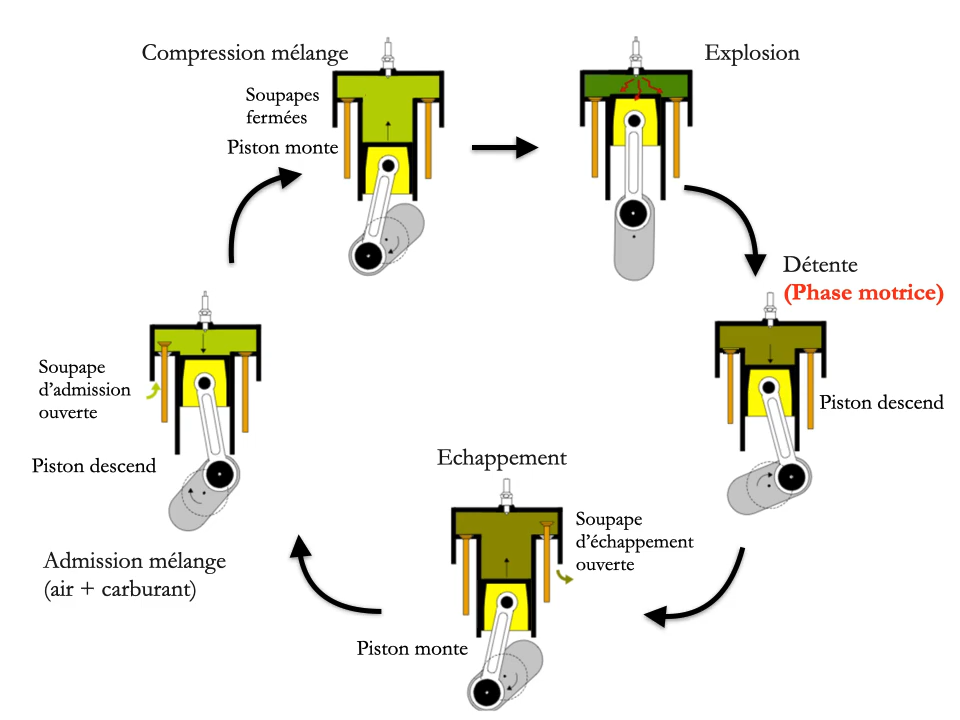 Compression mélange
Soupapes
fermées
Piston monte
Explosion
Détente
(Phase motrice)
Piston descend
Echappement
Soupape
d’échappement
ouverte
Piston monte
Soupape
d’admission
ouverte
Piston descend
Admission mélange
(air + carburant)